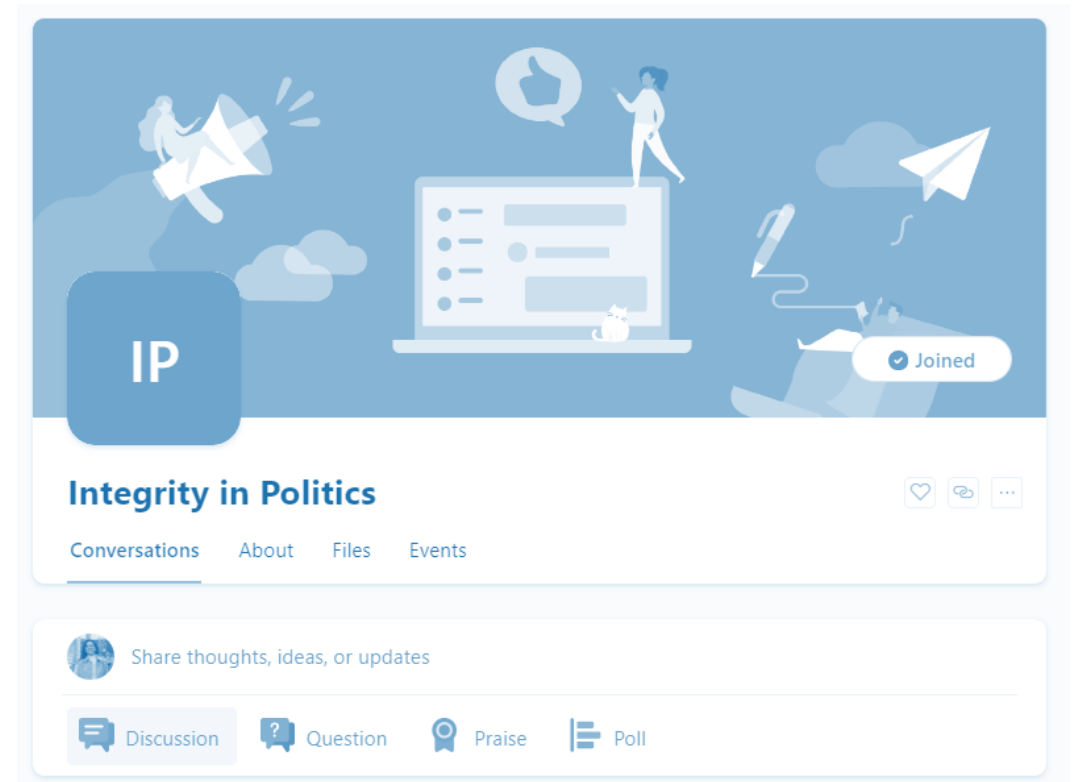 IP
Joined
Integrity in Politics
Conversations About Files Events
Share thoughts, ideas, or updates
Discussion Question Praise Poll